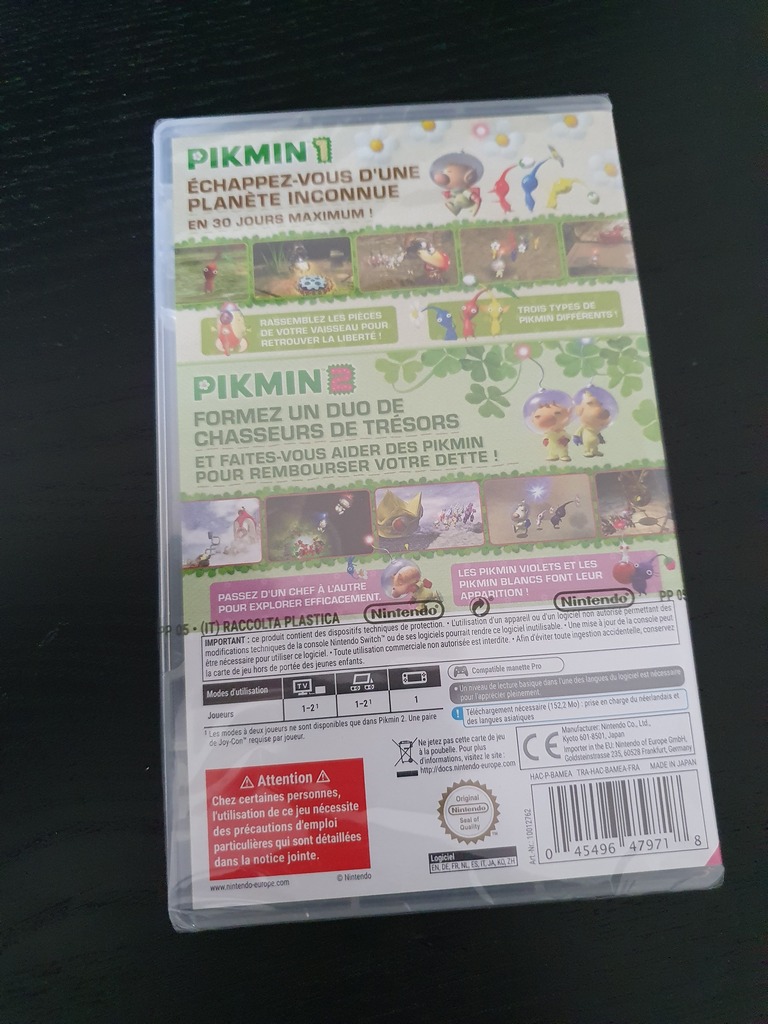 PIKMIN 1
ÉCHAPPEZ-VOUS D'UNE
PLANÈTE INCONNUE
EN 30 JOURS MAXIMUM !
RASSEMBLEZ LES PIÈCES
DE VOTRE VAISSEAU POUR
RETROUVER LA LIBERTÉ !
TROIS TYPES DE
PIKMIN DIFFÉRENTS !
PIKMIN 2
FORMEZ UN DUO DE
CHASSEURS DE TRÉSORS
ET FAITES-VOUS AIDER DES PIKMIN
POUR REMBOURSER VOTRE DETTE !
PASSEZ D'UN CHEF À L'AUTRE
POUR EXPLORER EFFICACEMENT.
LES PIKMIN VIOLETS ET LES
PIKMIN BLANCS FONT LEUR
APPARITION !
PP 05 • (IT) RACCOLTA PLASTICA
Nintendo
Nintendo
PP 05
IMPORTANT : ce produit contient des dispositifs techniques de protection. • L'utilisation d'un appareil ou d'un logiciel non autorisé permettant des
modifications techniques de la console Nintendo Switch™ ou de ses logiciels pourrait rendre ce logiciel inutilisable. • Une mise à jour de la console peut
être nécessaire pour utiliser ce logiciel. • Toute utilisation commerciale non autorisée est interdite. • Afin d'éviter toute ingestion accidentelle, conservez
la carte de jeu hors de portée des jeunes enfants.
Modes d'utilisation
TV
Joueurs
1-2¹
1-2¹
1
¹ Les modes à deux joueurs ne sont disponibles que dans Pikmin 2. Une paire
de Joy-Con™ requise par joueur.
Compatible manette Pro
• Un niveau de lecture basique dans l'une des langues du logiciel est nécessaire
pour l'apprécier pleinement.
! Téléchargement nécessaire (152,2 Mo) : prise en charge du néerlandais et
des langues asiatiques
Ne jetez pas cette carte de jeu
à la poubelle. Pour plus
d'informations, visitez le site :
http://docs.nintendo-europe.com
CE
Manufacturer: Nintendo Co., Ltd.,
Kyoto 601-8501, Japan
Importer in the EU: Nintendo of Europe GmbH,
Goldsteinstrasse 235, 60528 Frankfurt, Germany
HAC-P-BAMEA TRA-HAC-BAMEA-FRA MADE IN JAPAN
Attention
Chez certaines personnes,
l'utilisation de ce jeu nécessite
des précautions d'emploi
particulières qui sont détaillées
dans la notice jointe.
Original
Nintendo
Seal of
Quality
TM
Art.-Nr.: 10012762
0 45496 47971 8
Logiciel
EN, DE, FR, NL, ES, IT, JA, KO, ZH
www.nintendo-europe.com
© Nintendo